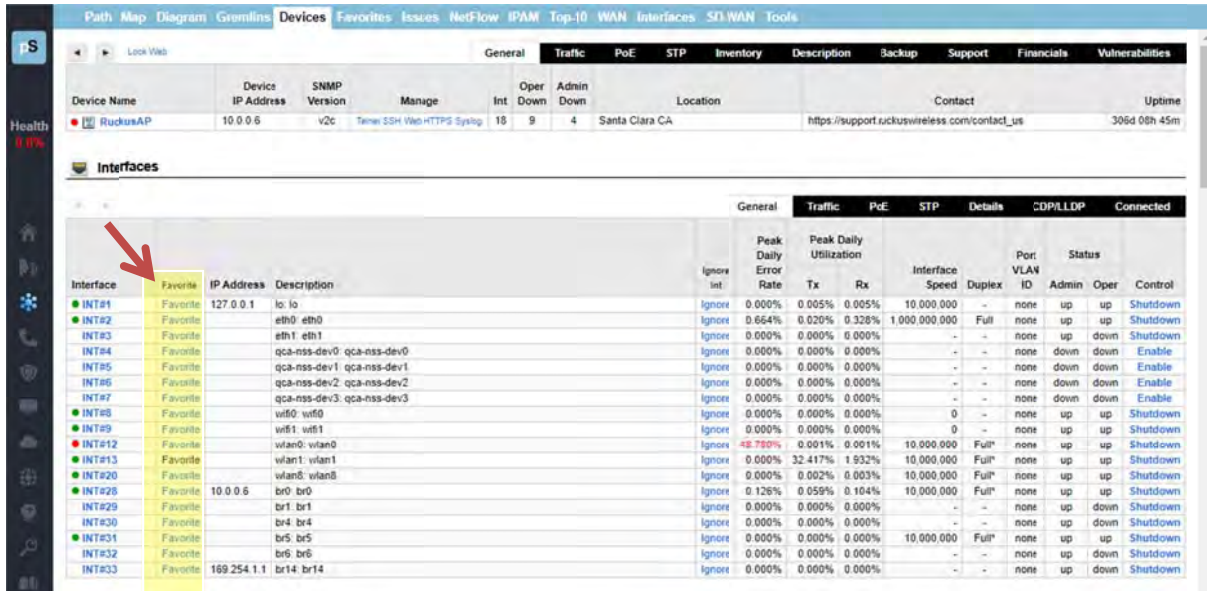 Path Map Diagram Gremlins Devices Favorites Issues NetFlow IPAM Top-10 WAN Interfaces SD-WAN Tools
pS
Health
0.0%
Look Web
General Traffic PoE STP Inventory Description Backup Support Financials Vulnerabilities
Device Name Device IP Address SNMP Version Manage Int Oper Down Admin Down Location Contact Uptime
RuckusAP 10.0.0.6 v2c Telnet SSH Web HTTPS Syslog 18 9 4 Santa Clara CA https://support.ruckuswireless.com/contact_us 306d 08h 45m
Interfaces
General Traffic PoE STP Details CDP/LLDP Connected
Interface Favorite IP Address Description Ignore Int Peak Daily Error Rate Peak Daily Utilization Tx Rx Interface Speed Duplex Port VLAN ID Status Admin Oper Control
INT#1 Favorite 127.0.0.1 lo: lo Ignore 0.000% 0.005% 0.005% 10,000,000 - none up up Shutdown
INT#2 Favorite eth0: eth0 Ignore 0.664% 0.020% 0.328% 1,000,000,000 Full none up up Shutdown
INT#3 Favorite eth1: eth1 Ignore 0.000% 0.000% 0.000% - - none up down Shutdown
INT#4 Favorite qca-nss-dev0: qca-nss-dev0 Ignore 0.000% 0.000% 0.000% - - none down down Enable
INT#5 Favorite qca-nss-dev1: qca-nss-dev1 Ignore 0.000% 0.000% 0.000% - - none down down Enable
INT#6 Favorite qca-nss-dev2: qca-nss-dev2 Ignore 0.000% 0.000% 0.000% - - none down down Enable
INT#7 Favorite qca-nss-dev3: qca-nss-dev3 Ignore 0.000% 0.000% 0.000% - - none down down Enable
INT#8 Favorite wifi0: wifi0 Ignore 0.000% 0.000% 0.000% 0 - none up up Shutdown
INT#9 Favorite wifi1: wifi1 Ignore 0.000% 0.000% 0.000% 0 - none up up Shutdown
INT#12 Favorite wlan0: wlan0 Ignore 48.780% 0.001% 0.001% 10,000,000 Full* none up up Shutdown
INT#13 Favorite wlan1: wlan1 Ignore 0.000% 32.417% 1.932% 10,000,000 Full* none up up Shutdown
INT#20 Favorite wlan8: wlan8 Ignore 0.000% 0.002% 0.003% 10,000,000 Full* none up up Shutdown
INT#28 Favorite 10.0.0.6 br0: br0 Ignore 0.126% 0.059% 0.104% 10,000,000 Full* none up up Shutdown
INT#29 Favorite br1: br1 Ignore 0.000% 0.000% 0.000% - - none up down Shutdown
INT#30 Favorite br4: br4 Ignore 0.000% 0.000% 0.000% - - none up down Shutdown
INT#31 Favorite br5: br5 Ignore 0.000% 0.000% 0.000% 10,000,000 Full* none up up Shutdown
INT#32 Favorite br6: br6 Ignore 0.000% 0.000% 0.000% - - none up down Shutdown
INT#33 Favorite 169.254.1.1 br14: br14 Ignore 0.000% 0.000% 0.000% - - none up down Shutdown